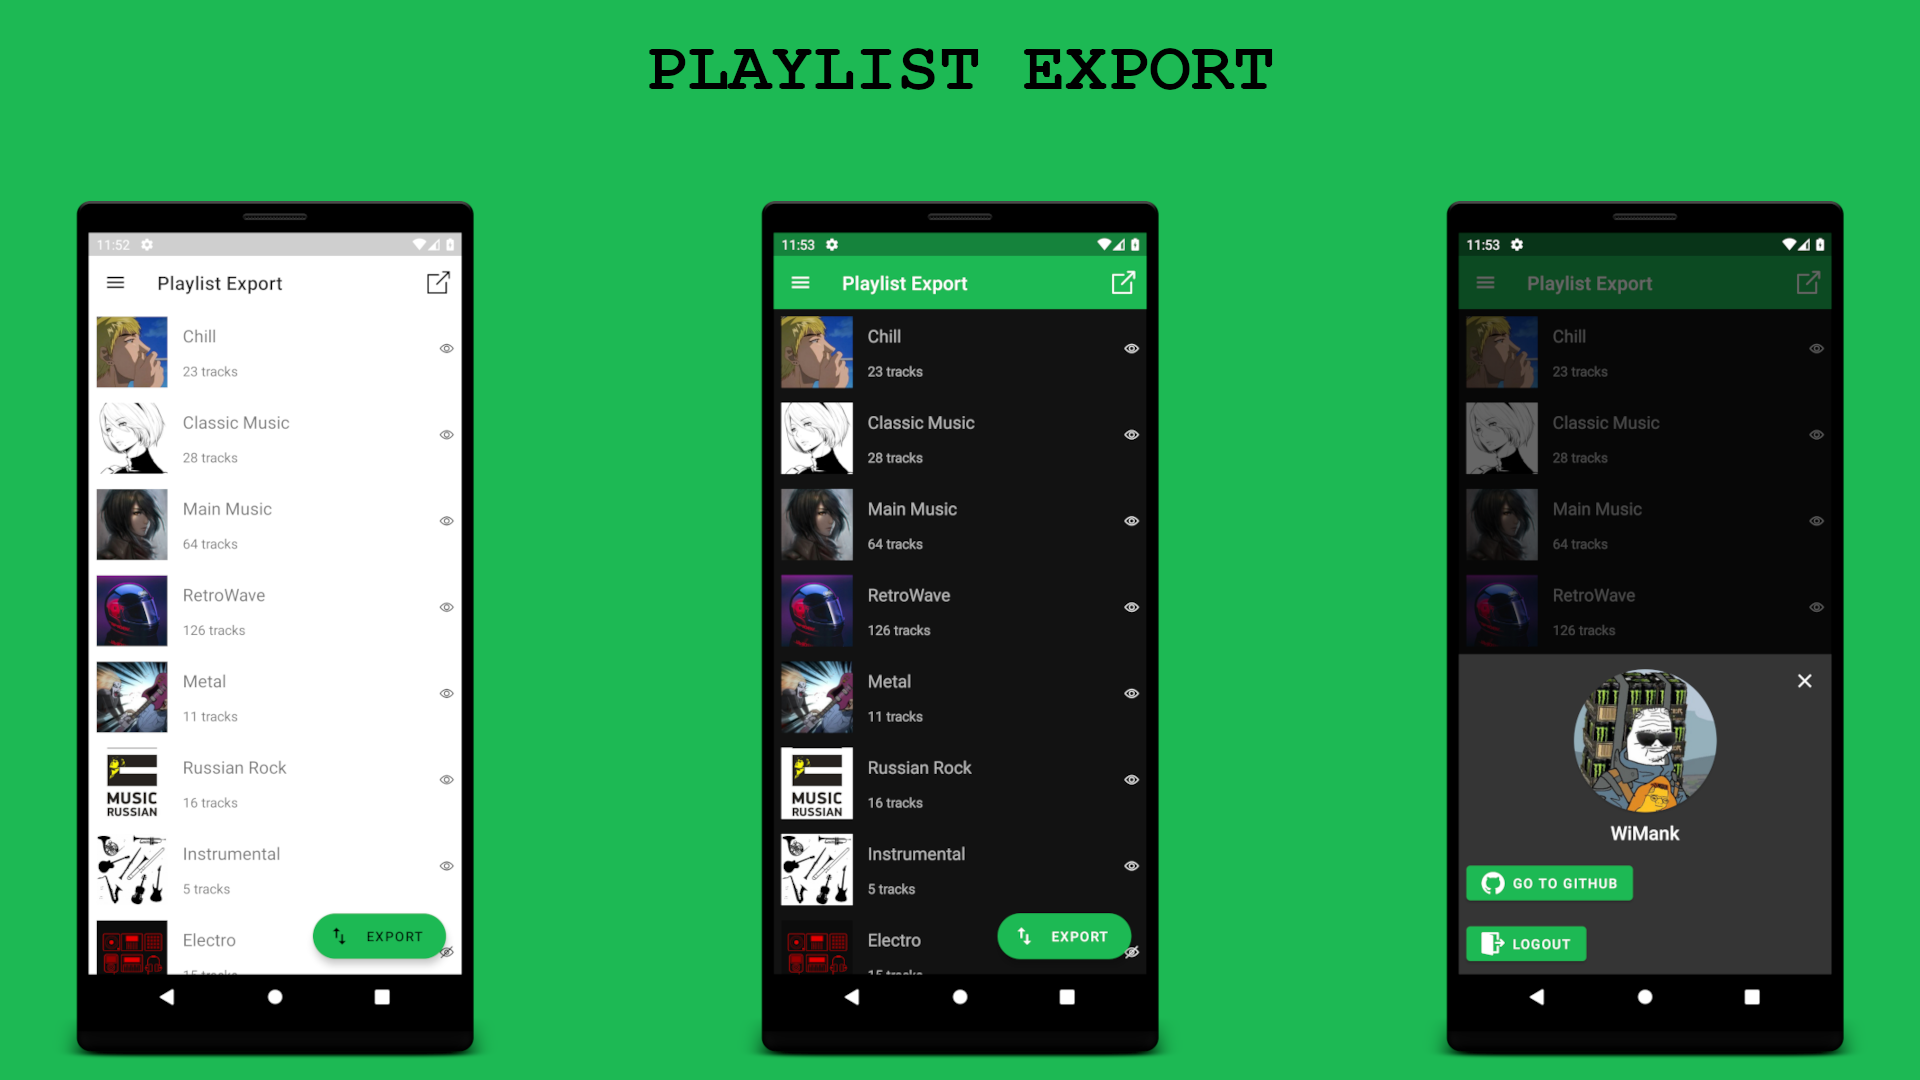 PLAYLIST EXPORT
11:52
Playlist Export
Chill
23 tracks
Classic Music
28 tracks
Main Music
64 tracks
RetroWave
126 tracks
Metal
11 tracks
MUSIC
RUSSIAN
Russian Rock
16 tracks
Instrumental
5 tracks
Electro
15 tracks
EXPORT
11:53
Playlist Export
Chill
23 tracks
Classic Music
28 tracks
Main Music
64 tracks
RetroWave
126 tracks
Metal
11 tracks
MUSIC
RUSSIAN
Russian Rock
16 tracks
Instrumental
5 tracks
Electro
15 tracks
EXPORT
11:53
Playlist Export
Chill
23 tracks
Classic Music
28 tracks
Main Music
64 tracks
RetroWave
126 tracks
WiMank
GO TO GITHUB
LOGOUT